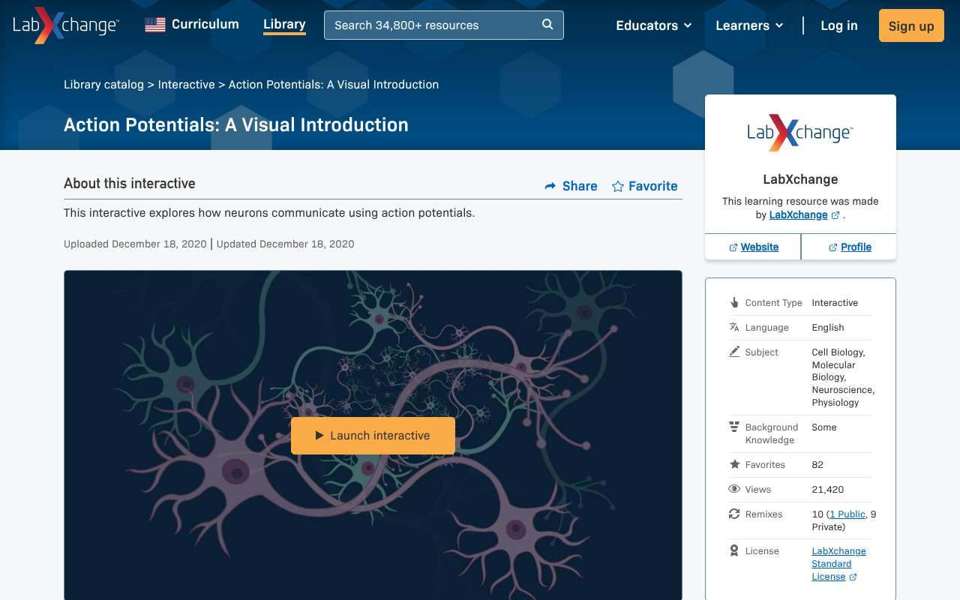 LabXchange™ Curriculum Library Search 34,800+ resources Educators Learners Log in Sign up
Library catalog > Interactive > Action Potentials: A Visual Introduction
Action Potentials: A Visual Introduction
About this interactive
Share Favorite
This interactive explores how neurons communicate using action potentials.
Uploaded December 18, 2020 | Updated December 18, 2020
Launch interactive
LabXchange™
LabXchange
This learning resource was made
by LabXchange .
Website Profile
Content Type Interactive
Language English
Subject Cell Biology,
Molecular
Biology,
Neuroscience,
Physiology
Background Some
Knowledge
Favorites 82
Views 21,420
Remixes 10 (1 Public, 9
Private)
License LabXchange
Standard
License